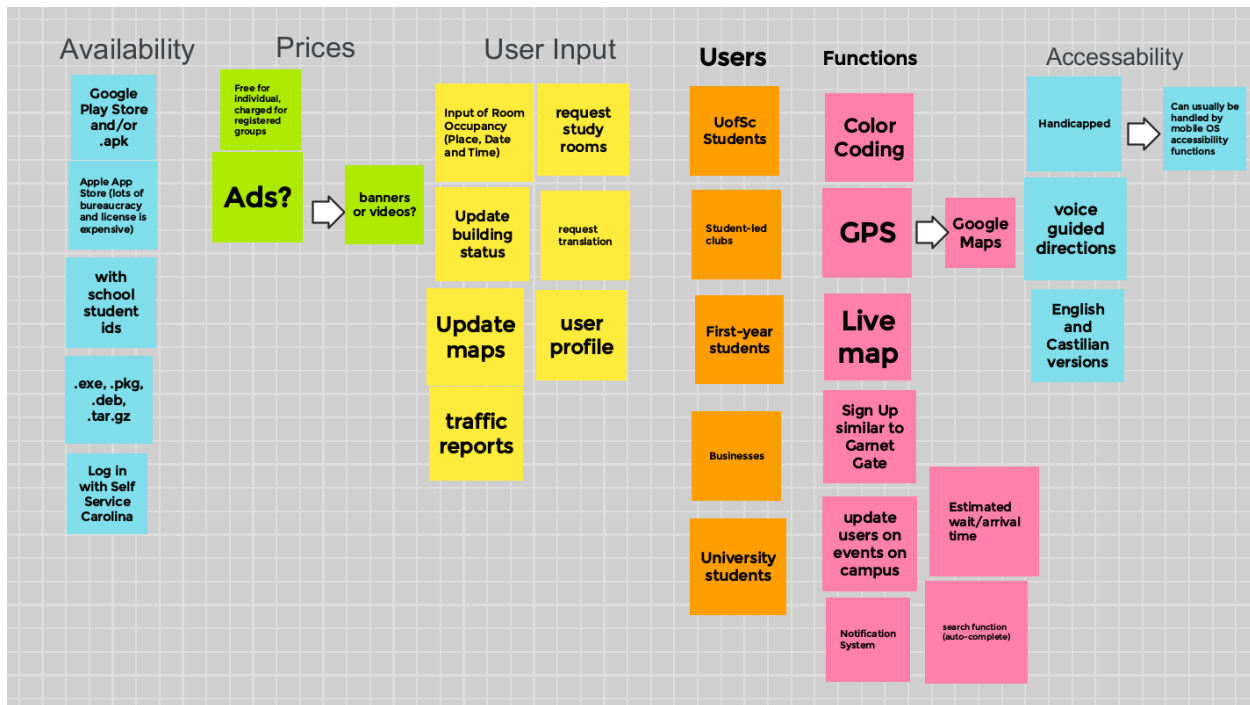 Availability
Google
Play Store
and/or
.apk
Apple App
Store (lots of
bureaucracy
and license is
expensive)
with
school
student
ids
.exe, .pkg,
.deb,
.tar.gz
Log in
with Self
Service
Carolina
Prices
Free for
individual,
charged for
registered
groups
Ads?
banners
or videos?
User Input
Input of Room
Occupancy
(Place, Date
and Time)
request
study
rooms
Update
building
status
request
translation
Update
maps
user
profile
traffic
reports
Users
UofSc
Students
Student-led
clubs
First-year
students
Businesses
University
students
Functions
Color
Coding
GPS
Google
Maps
Live
map
Sign Up
similar to
Garnet
Gate
update
users on
events on
campus
Estimated
wait/arrival
time
Notification
System
search function
(auto-complete)
Accessability
Handicapped
Can usually be
handled by
mobile OS
accessibility
functions
voice
guided
directions
English
and
Castilian
versions